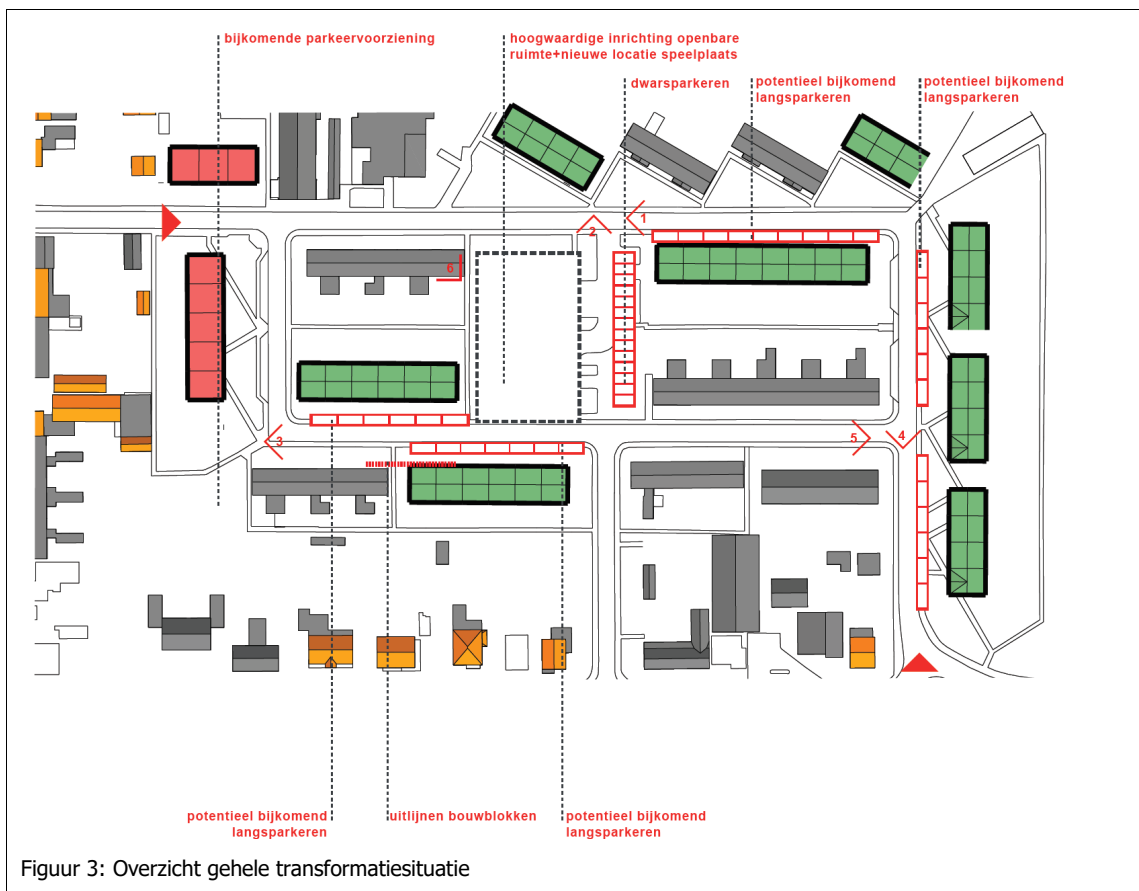 bijkomende parkeervoorziening
hoogwaardige inrichting openbare
ruimte+nieuwe locatie speelplaats
dwarsparkeren
potentieel bijkomend
langsparkeren
potentieel bijkomend
langsparkeren
1
2
6
3
5
4
potentieel bijkomend
langsparkeren
uitlijnen bouwblokken
potentieel bijkomend
langsparkeren
Figuur 3: Overzicht gehele transformatiesituatie